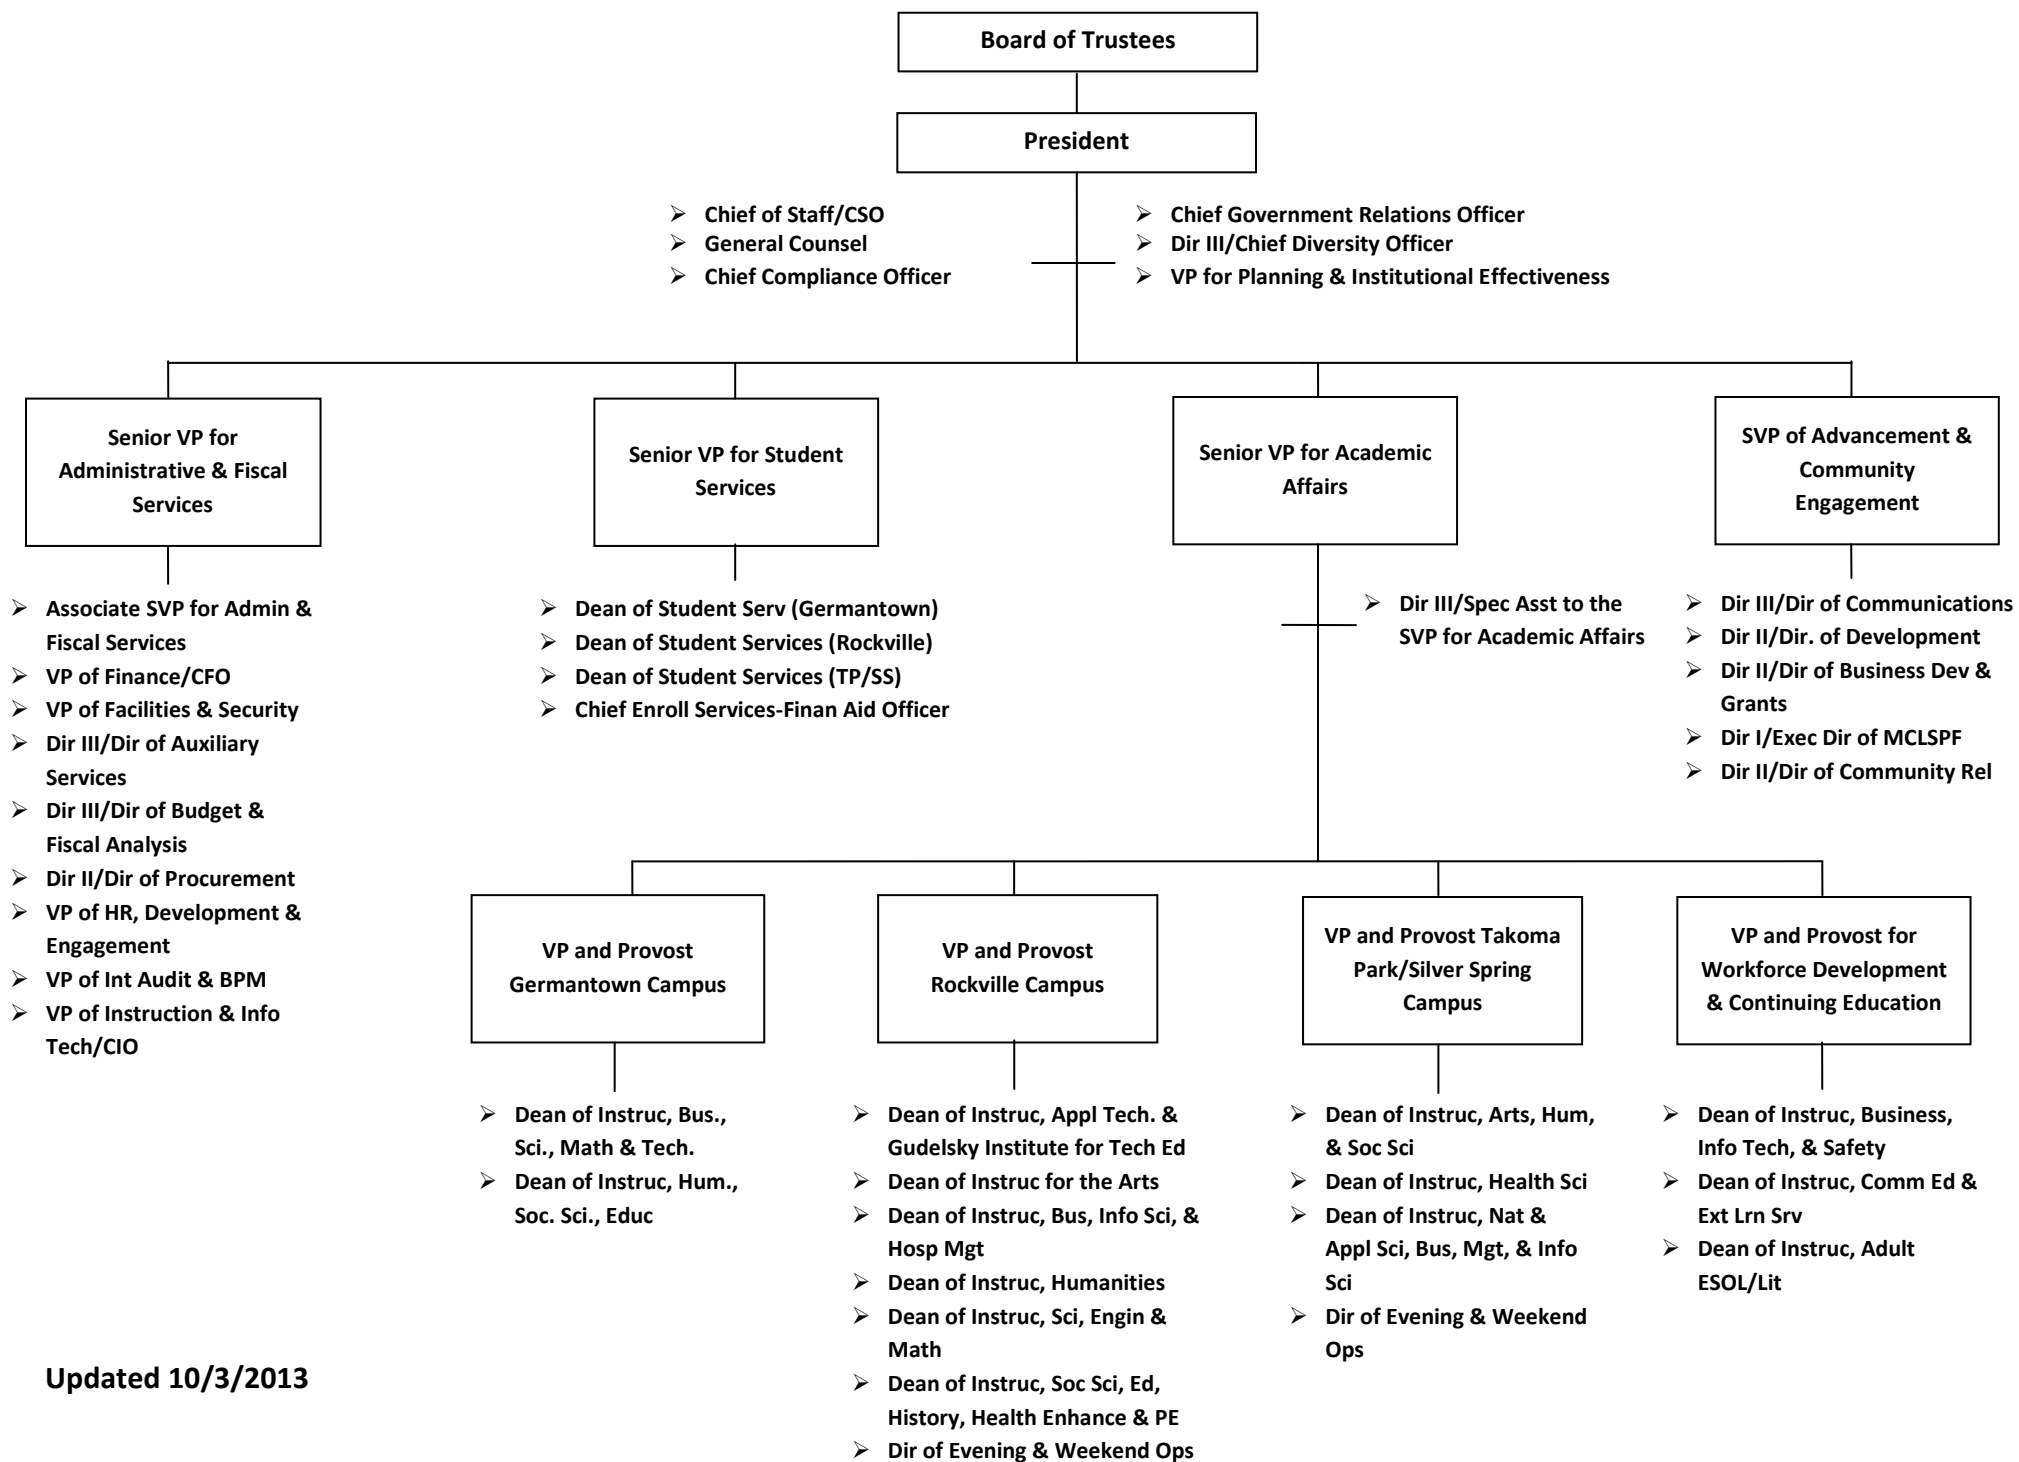 Board of Trustees
President
➢ Chief of Staff/CSO
➢ General Counsel
➢ Chief Compliance Officer
➢ Chief Government Relations Officer
➢ Dir III/Chief Diversity Officer
➢ VP for Planning & Institutional Effectiveness
Senior VP for
Administrative & Fiscal
Services
Senior VP for Student
Services
Senior VP for Academic
Affairs
SVP of Advancement &
Community
Engagement
➢ Associate SVP for Admin &
Fiscal Services
➢ VP of Finance/CFO
➢ VP of Facilities & Security
➢ Dir III/Dir of Auxiliary
Services
➢ Dir III/Dir of Budget &
Fiscal Analysis
➢ Dir II/Dir of Procurement
➢ VP of HR, Development &
Engagement
➢ VP of Int Audit & BPM
➢ VP of Instruction & Info
Tech/CIO
➢ Dean of Student Serv (Germantown)
➢ Dean of Student Services (Rockville)
➢ Dean of Student Services (TP/SS)
➢ Chief Enroll Services-Finan Aid Officer
➢ Dir III/Spec Asst to the
SVP for Academic Affairs
➢ Dir III/Dir of Communications
➢ Dir II/Dir. of Development
➢ Dir II/Dir of Business Dev &
Grants
➢ Dir I/Exec Dir of MCLSPF
➢ Dir II/Dir of Community Rel
VP and Provost
Germantown Campus
VP and Provost
Rockville Campus
VP and Provost Takoma
Park/Silver Spring
Campus
VP and Provost for
Workforce Development
& Continuing Education
➢ Dean of Instruc, Bus.,
Sci., Math & Tech.
➢ Dean of Instruc, Hum.,
Soc. Sci., Educ
➢ Dean of Instruc, Appl Tech. &
Gudelsky Institute for Tech Ed
➢ Dean of Instruc for the Arts
➢ Dean of Instruc, Bus, Info Sci, &
Hosp Mgt
➢ Dean of Instruc, Humanities
➢ Dean of Instruc, Sci, Engin &
Math
➢ Dean of Instruc, Soc Sci, Ed,
History, Health Enhance & PE
➢ Dir of Evening & Weekend Ops
➢ Dean of Instruc, Arts, Hum,
& Soc Sci
➢ Dean of Instruc, Health Sci
➢ Dean of Instruc, Nat &
Appl Sci, Bus, Mgt, & Info
Sci
➢ Dir of Evening & Weekend
Ops
➢ Dean of Instruc, Business,
Info Tech, & Safety
➢ Dean of Instruc, Comm Ed &
Ext Lrn Srv
➢ Dean of Instruc, Adult
ESOL/Lit
Updated 10/3/2013